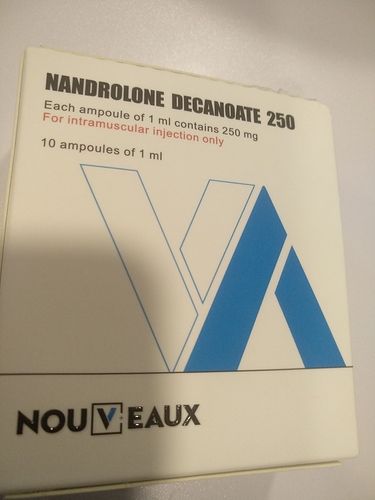 NANDROLONE DECANOATE 250
Each ampoule of 1 ml contains 250 mg
For intramuscular injection only
10 ampoules of 1 ml
NOUVEAUX